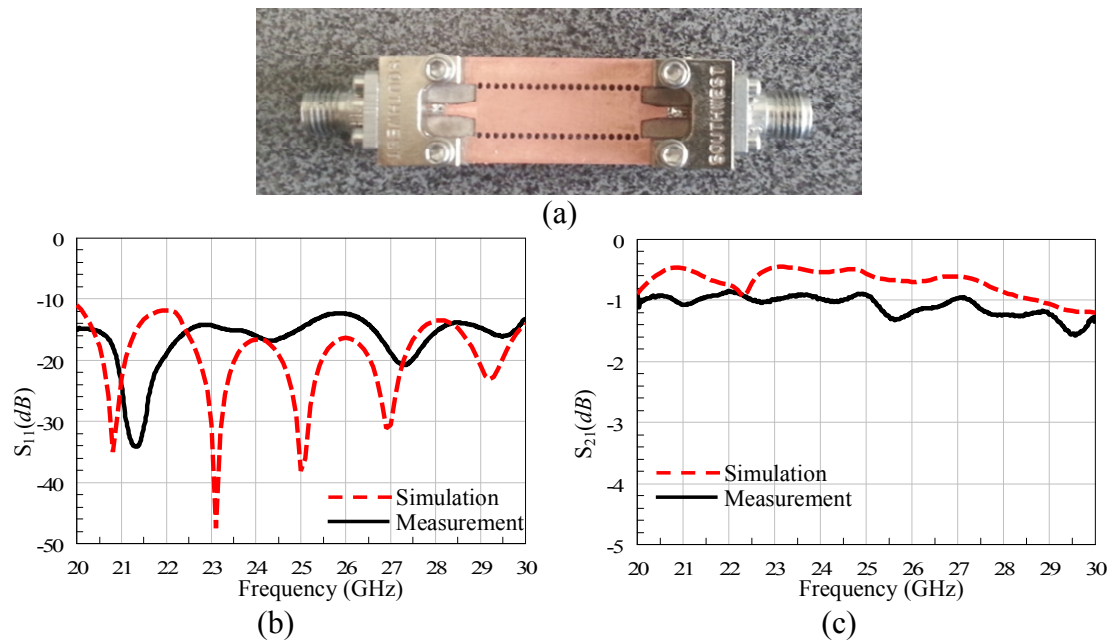 SOUTHWEST
SOUTHWEST
(a)
0
-10
-20
-30
-40
-50
S11(dB)
Simulation
Measurement
20 21 22 23 24 25 26 27 28 29 30
Frequency (GHz)
(b)
0
-1
-2
-3
-4
-5
S21(dB)
Simulation
Measurement
20 21 22 23 24 25 26 27 28 29 30
Frequency (GHz)
(c)